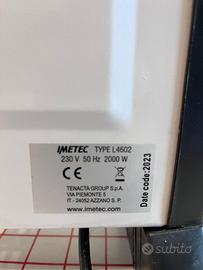 IMETEC TYPE L4602
230 V 50 Hz 2000 W
CE
TENACTA GROUP S.p.A.
VIA PIEMONTE 5
IT - 24052 AZZANO S.P.
www.imetec.com
Date code:2023
subito